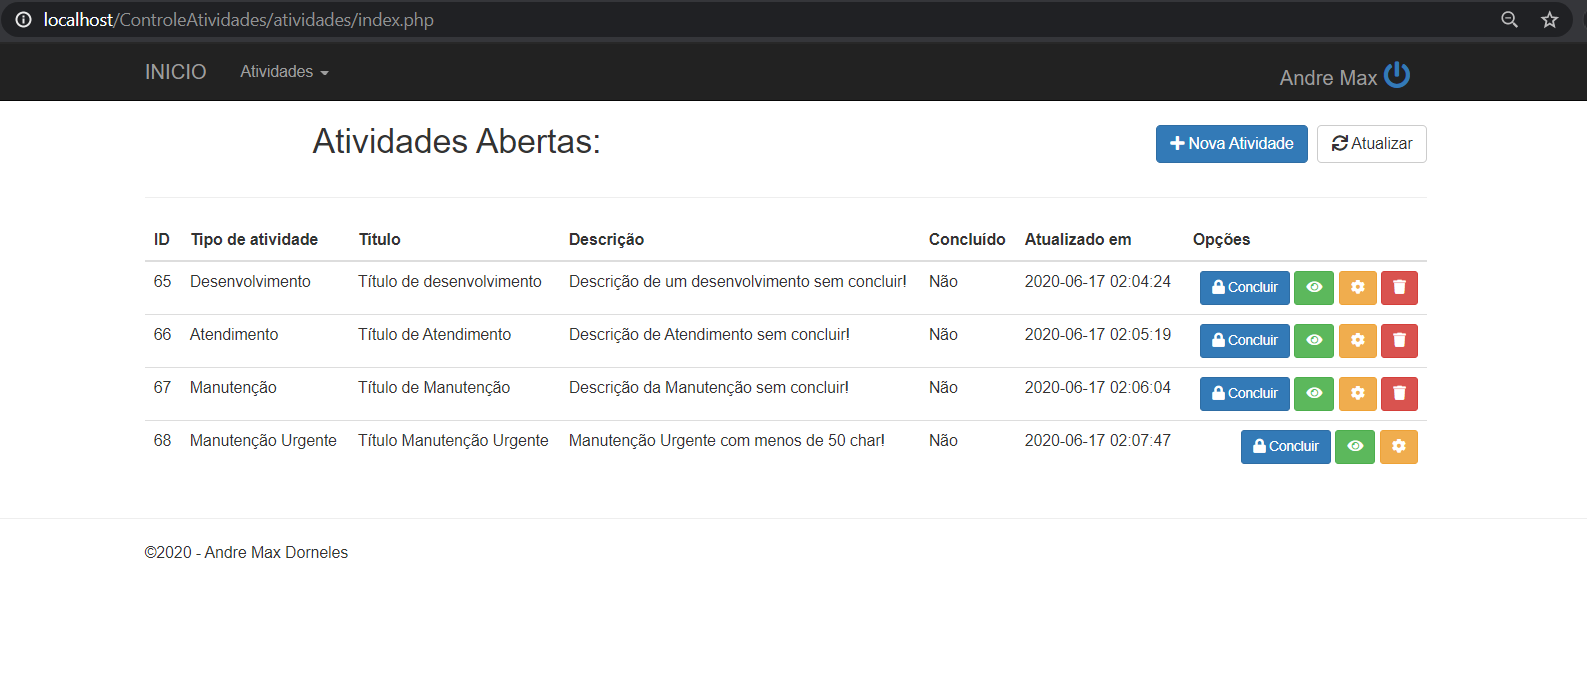 localhost/ControleAtividades/atividades/index.php
INICIO Atividades Andre Max
Atividades Abertas: Nova Atividade Atualizar
ID Tipo de atividade Título Descrição Concluído Atualizado em Opções
65 Desenvolvimento Título de desenvolvimento Descrição de um desenvolvimento sem concluir! Não 2020-06-17 02:04:24 Concluir
66 Atendimento Título de Atendimento Descrição de Atendimento sem concluir! Não 2020-06-17 02:05:19 Concluir
67 Manutenção Título de Manutenção Descrição da Manutenção sem concluir! Não 2020-06-17 02:06:04 Concluir
68 Manutenção Urgente Título Manutenção Urgente Manutenção Urgente com menos de 50 char! Não 2020-06-17 02:07:47 Concluir
©2020 - Andre Max Dorneles